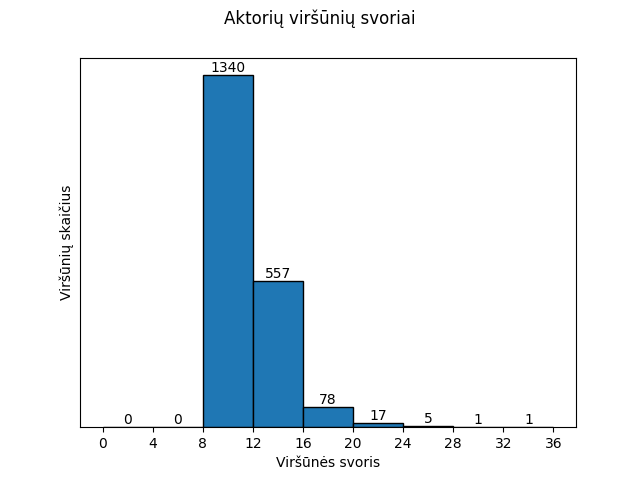 Aktorių viršūnių svoriai
1340
557
78
0 0 17 5 1 1
Viršūnių skaičius
0 4 8 12 16 20 24 28 32 36
Viršūnės svoris